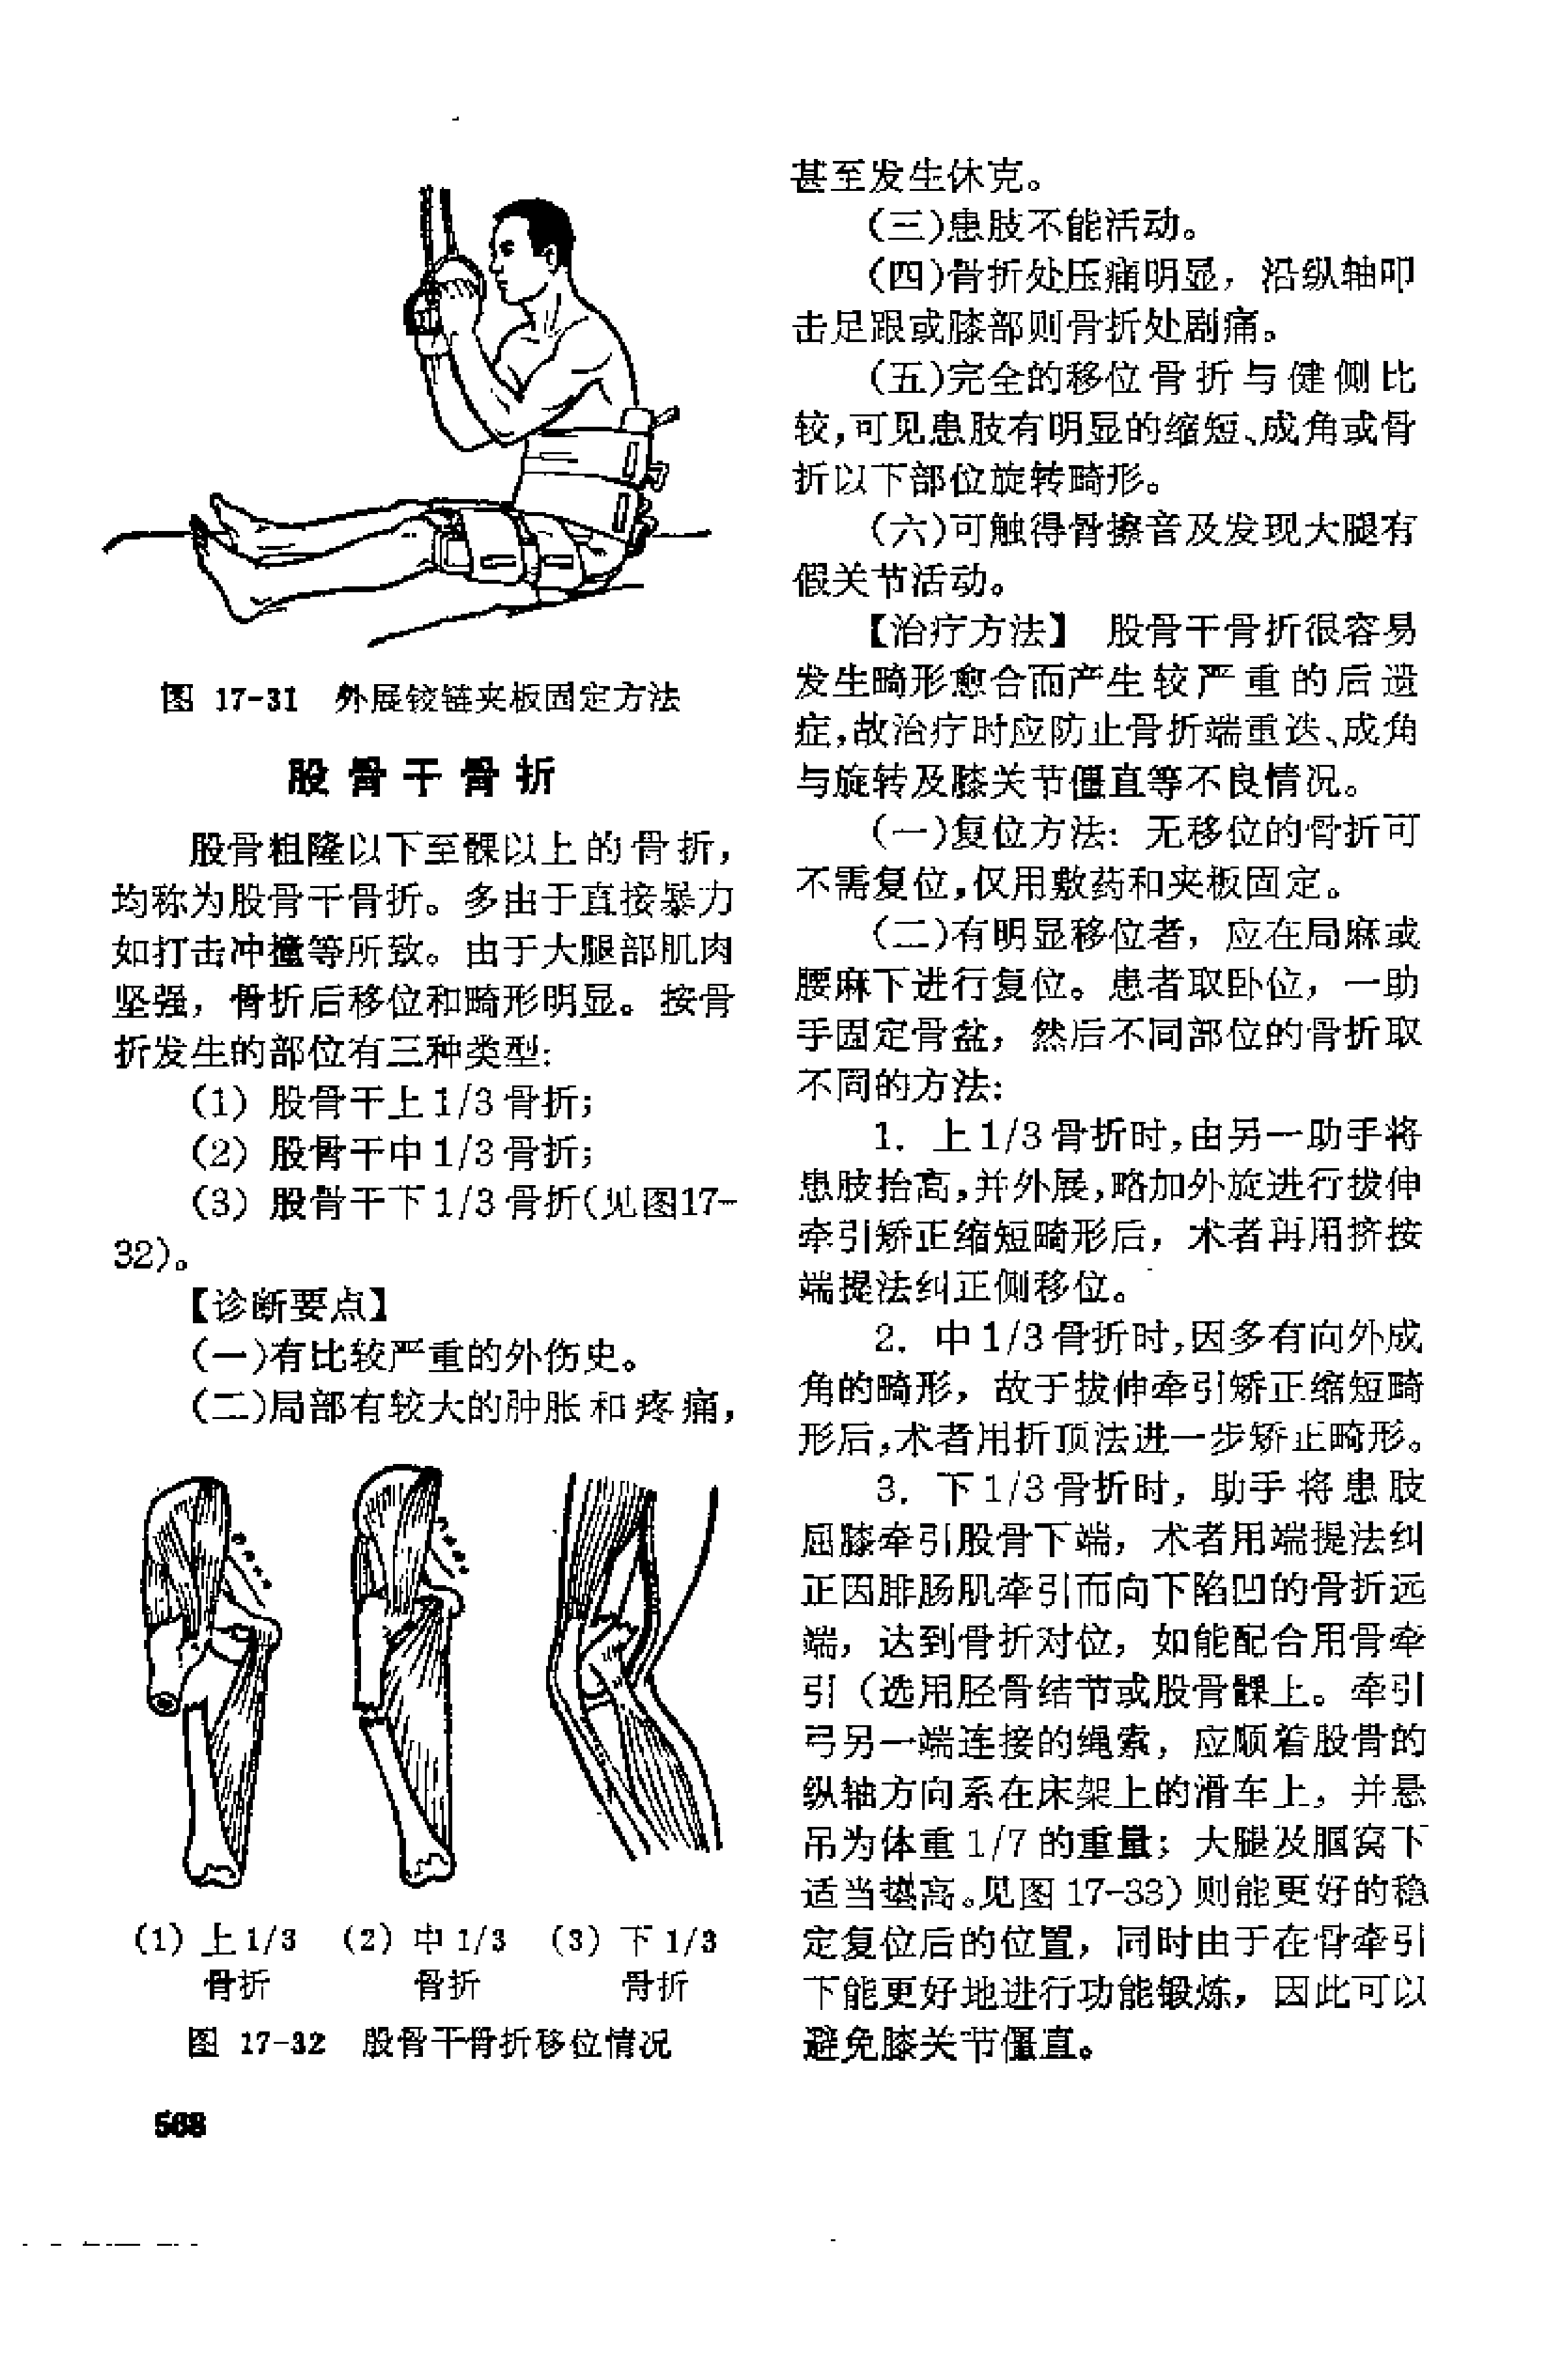 图 17-31 外展铰链夹板固定方法
股骨干骨折
股骨粗隆以下至髁以上的骨折，
均称为股骨干骨折。多由于直接暴力
如打击冲撞等所致。由于大腿部肌肉
坚强，骨折后移位和畸形明显。按骨
折发生的部位有三种类型：
（1）股骨干上1/3骨折；
（2）股骨干中1/3骨折；
（3）股骨干下1/3骨折（见图17-
32）。
【诊断要点】
（一）有比较严重的外伤史。
（二）局部有较大的肿胀和疼痛，
（1）上1/3 （2）中1/3 （3）下1/3
骨折 骨折 骨折
图 17-32 股骨干骨折移位情况
568
甚至发生休克。
（三）患肢不能活动。
（四）骨折处压痛明显，沿纵轴叩
击足跟或膝部则骨折处剧痛。
（五）完全的移位骨折与健侧比
较，可见患肢有明显的缩短、成角或骨
折以下部位旋转畸形。
（六）可触得骨擦音及发现大腿有
假关节活动。
【治疗方法】 股骨干骨折很容易
发生畸形愈合而产生较严重的后遗
症，故治疗时应防止骨折端重迭、成角
与旋转及膝关节僵直等不良情况。
（一）复位方法：无移位的骨折可
不需复位，仅用敷药和夹板固定。
（二）有明显移位者，应在局麻或
腰麻下进行复位。患者取卧位，一助
手固定骨盆，然后不同部位的骨折取
不同的方法：
1. 上1/3骨折时，由另一助手将
患肢抬高，并外展，略加外旋进行拔伸
牵引矫正缩短畸形后，术者再用挤按
端提法纠正侧移位。
2. 中1/3骨折时，因多有向外成
角的畸形，故于拔伸牵引矫正缩短畸
形后，术者用折顶法进一步矫正畸形。
3. 下1/3骨折时，助手将患肢
屈膝牵引股骨下端，术者用端提法纠
正因腓肠肌牵引而向下陷凹的骨折远
端，达到骨折对位，如能配合用骨牵
引（选用胫骨结节或股骨髁上。牵引
弓另一端连接的绳索，应顺着股骨的
纵轴方向系在床架上的滑车上，并悬
吊为体重1/7的重量；大腿及腘窝下
适当垫高。见图17-33）则能更好的稳
定复位后的位置，同时由于在骨牵引
下能更好地进行功能锻炼，因此可以
避免膝关节僵直。